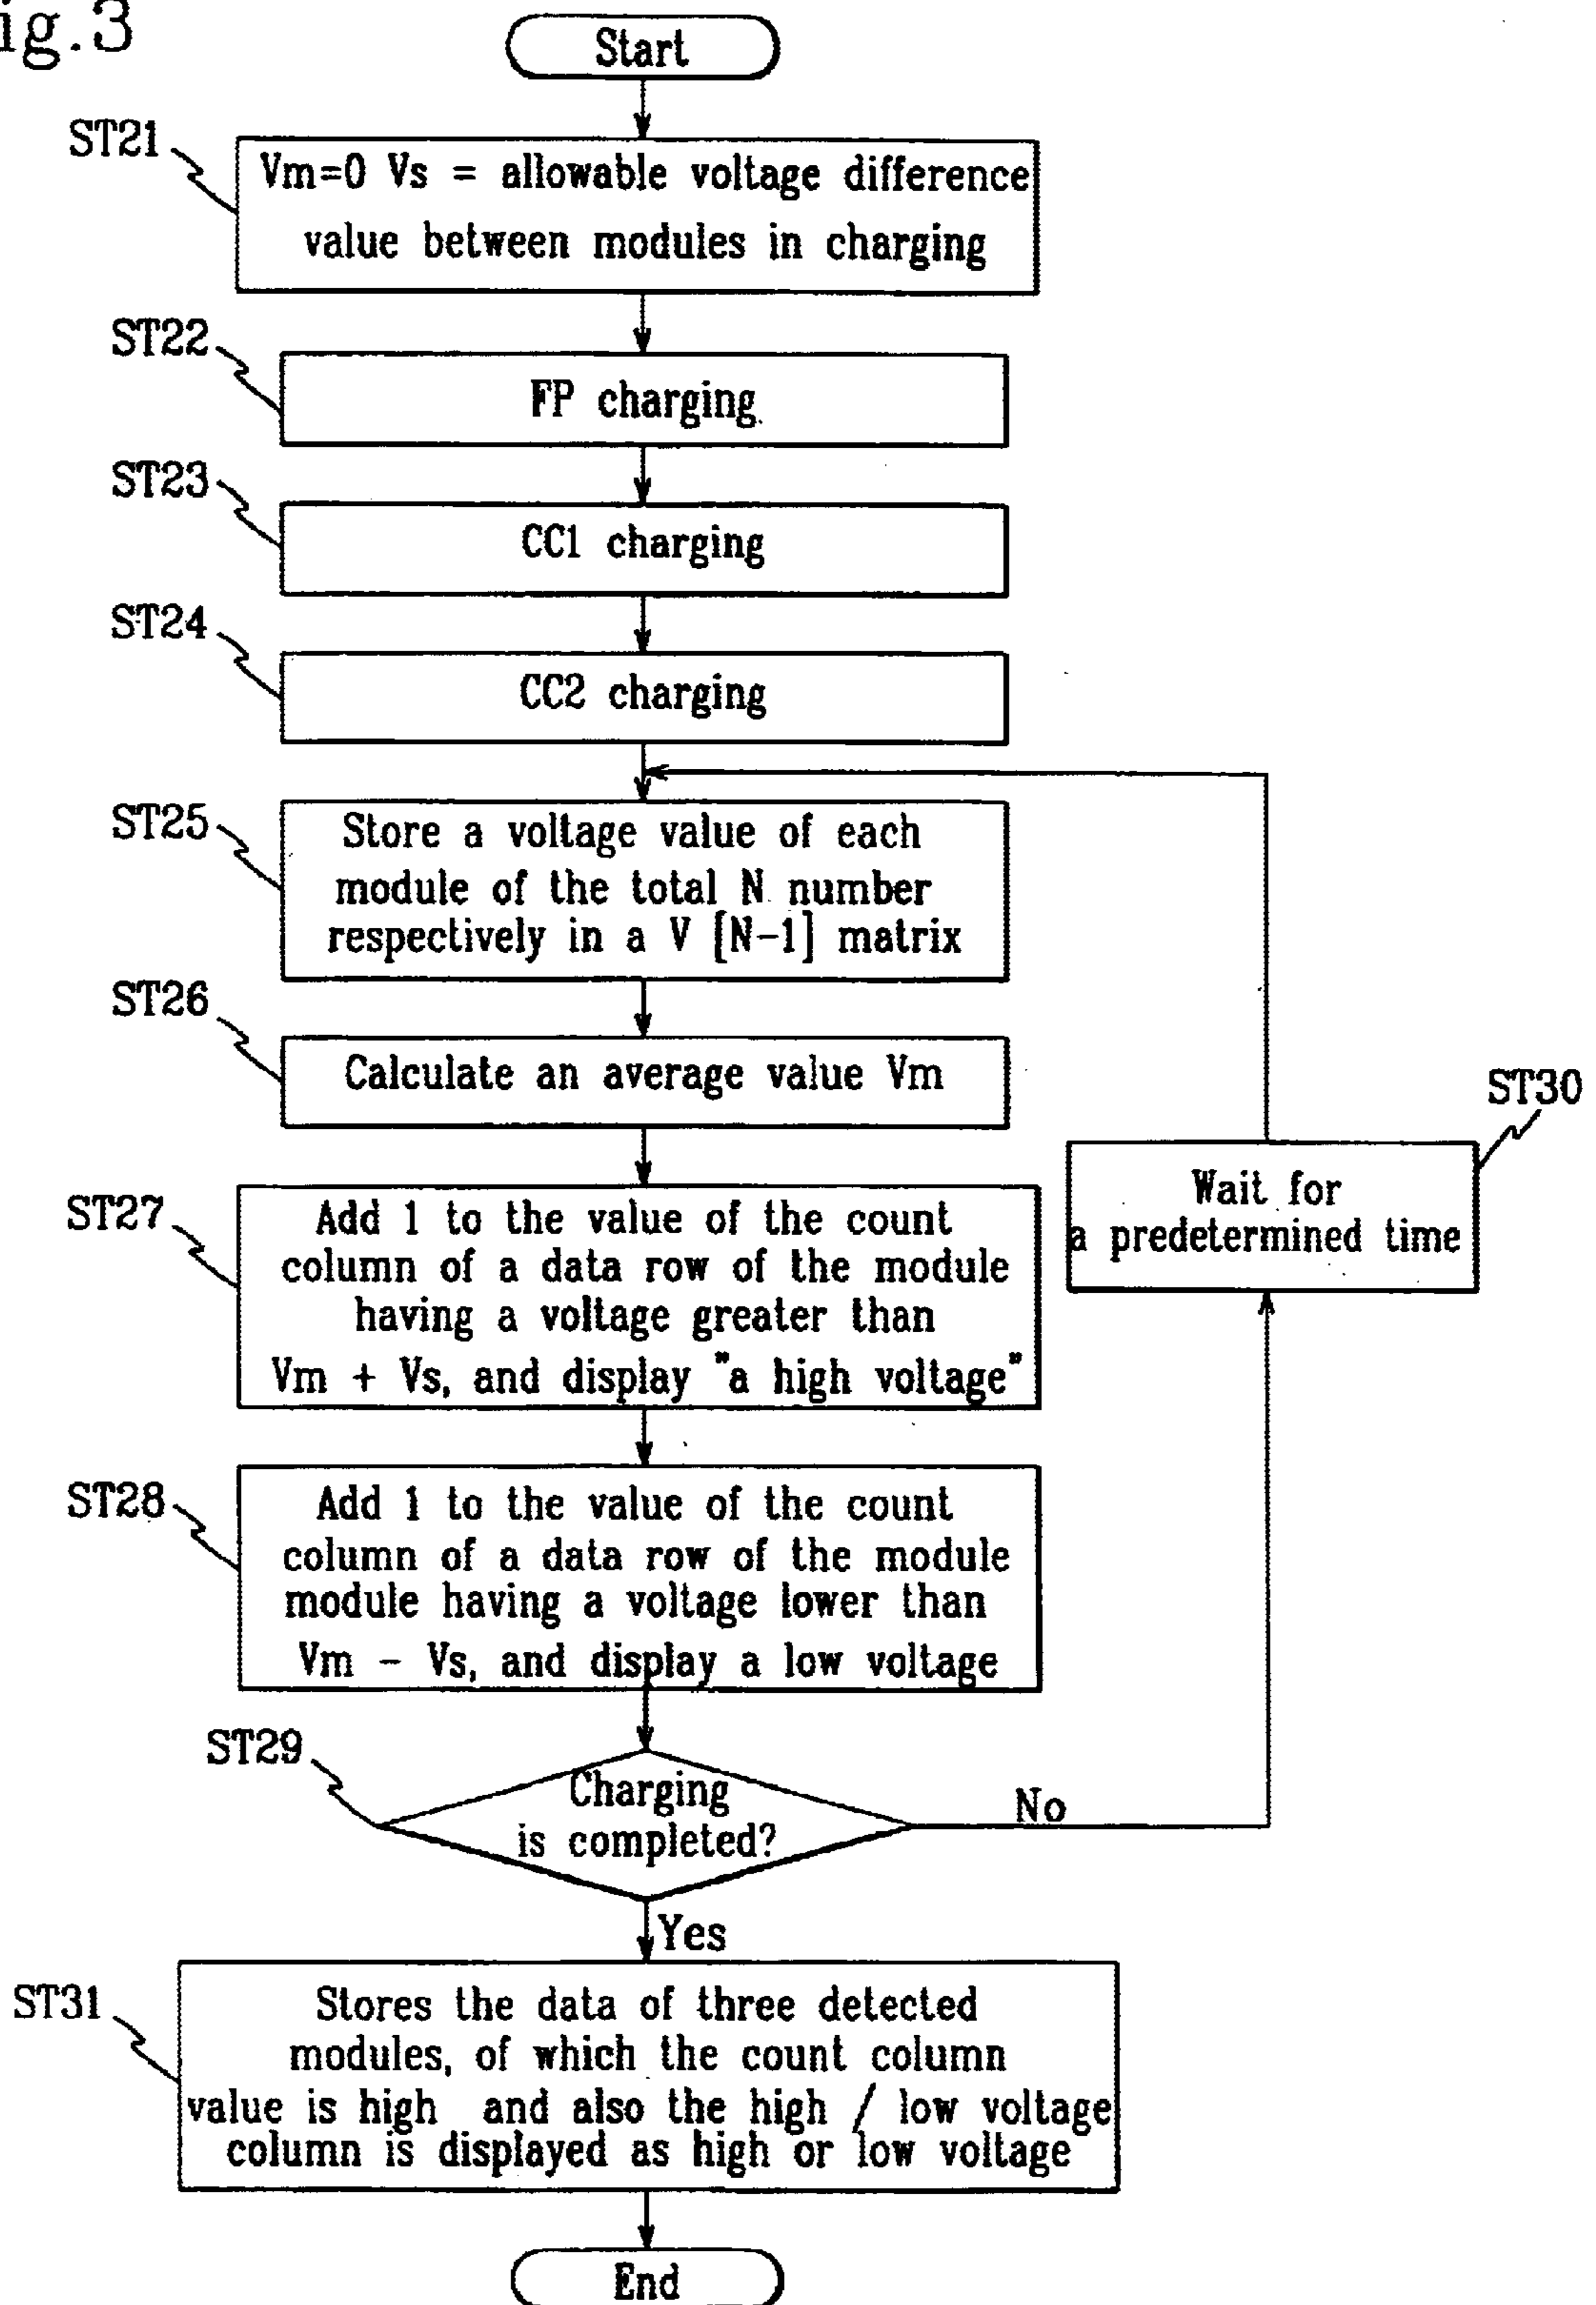 ig.3
Start
ST21
Vm=0 Vs = allowable voltage difference
value between modules in charging
ST22
FP charging
ST23
CC1 charging
ST24
CC2 charging
ST25
Store a voltage value of each
module of the total N number
respectively in a V [N-1] matrix
ST26
Calculate an average value Vm
ST30
Wait for
a predetermined time
ST27
Add 1 to the value of the count
column of a data row of the module
having a voltage greater than
Vm + Vs, and display "a high voltage"
ST28
Add 1 to the value of the count
column of a data row of the module
module having a voltage lower than
Vm - Vs, and display a low voltage
ST29
Charging
is completed?
No
Yes
ST31
Stores the data of three detected
modules, of which the count column
value is high and also the high / low voltage
column is displayed as high or low voltage
End